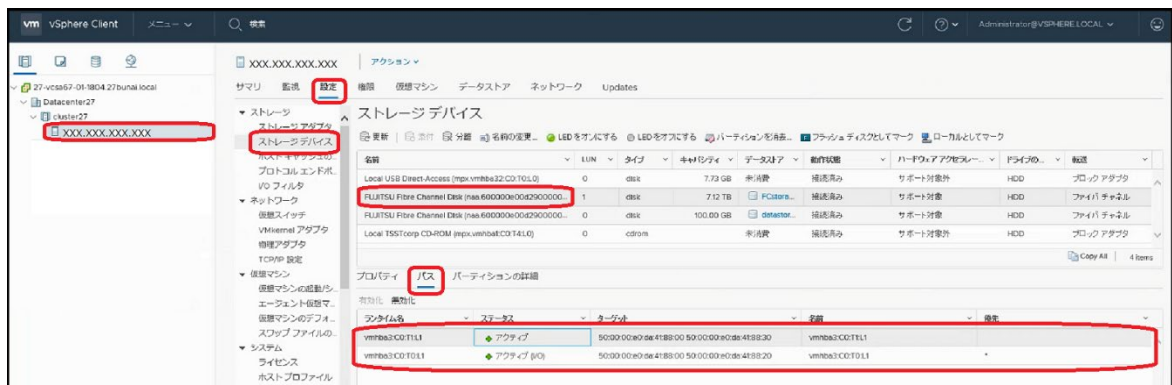 vm vSphere Client メニュー 検索 Administrator@VSPHERE.LOCAL
27-vcsa67-01-1804.27bunai.local
Datacenter27
cluster27
XXX.XXX.XXX.XXX
XXX.XXX.XXX.XXX アクション
サマリ 監視 設定 権限 仮想マシン データストア ネットワーク Updates
ストレージ
ストレージ アダプタ
ストレージ デバイス
ホスト キャッシュの...
プロトコル エンドポ...
I/O フィルタ
ネットワーク
仮想スイッチ
VMkernel アダプタ
物理アダプタ
TCP/IP 設定
仮想マシン
仮想マシンの起動/シ...
エージェント仮想マ...
仮想マシンのデフォ...
スワップ ファイルの...
システム
ライセンス
ホスト プロファイル
ストレージ デバイス
更新 添付 分離 名前の変更... LED をオンにする LED をオフにする パーティションを消去... フラッシュ ディスクとしてマーク ローカルとしてマーク
名前 LUN タイプ キャパシティ データストア 動作状態 ハードウェア アクセラレー... ドライブの... 転送
Local USB Direct-Access (mpx.vmhba32:C0:T0:L0) 0 disk 7.73 GB 未消費 接続済み サポート対象外 HDD ブロック アダプタ
FUJITSU Fibre Channel Disk (naa.600000e00d2900000... 1 disk 7.12 TB FCstora... 接続済み サポート対象 HDD ファイバ チャネル
FUJITSU Fibre Channel Disk (naa.600000e00d2900000... 0 disk 100.00 GB datastor... 接続済み サポート対象 HDD ファイバ チャネル
Local TSSTcorp CD-ROM (mpx.vmhba1:C0:T4:L0) 0 cdrom 未消費 接続済み サポート対象外 HDD ブロック アダプタ
Copy All 4 items
プロパティ パス パーティションの詳細
有効化 無効化
ランタイム名 ステータス ターゲット 名前 優先
vmhba3:C0:T1:L1 アクティブ 50:00:00:e0:da:41:88:00 50:00:00:e0:da:41:88:30 vmhba3:C0:T1:L1
vmhba3:C0:T0:L1 アクティブ (I/O) 50:00:00:e0:da:41:88:00 50:00:00:e0:da:41:88:20 vmhba3:C0:T0:L1 *